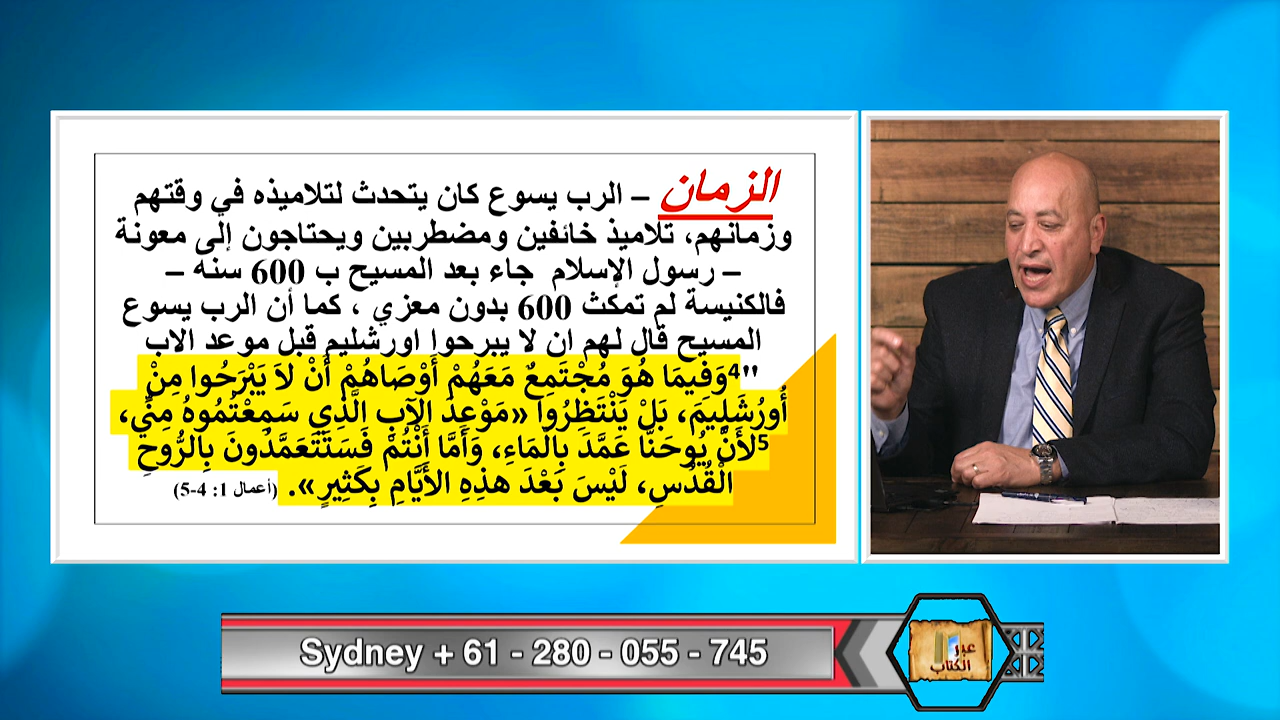 الزمان – الرب يسوع كان يتحدث لتلاميذه في وقتهم
وزمانهم، تلاميذ خائفين ومضطربين ويحتاجون إلى معونة
– رسول الإسلام جاء بعد المسيح ب 600 سنه –
فالكنيسة لم تمكث 600 بدون معزي ، كما أن الرب يسوع
المسيح قال لهم ان لا يبرحوا اورشليم قبل موعد الاب
"4وَفِيمَا هُوَ مُجْتَمِعٌ مَعَهُمْ أَوْصَاهُمْ أَنْ لاَ يَبْرَحُوا مِنْ
أُورُشَلِيمَ، بَلْ يَنْتَظِرُوا «مَوْعِدَ الآبِ الَّذِي سَمِعْتُمُوهُ مِنِّي،
5لأَنَّ يُوحَنَّا عَمَّدَ بِالْمَاءِ، وَأَمَّا أَنْتُمْ فَسَتَتَعَمَّدُونَ بِالرُّوحِ
الْقُدُسِ، لَيْسَ بَعْدَ هذِهِ الأَيَّامِ بِكَثِيرٍ». (أعمال 1: 4-5)
Sydney + 61 - 280 - 055 - 745
عبر
الكتاب